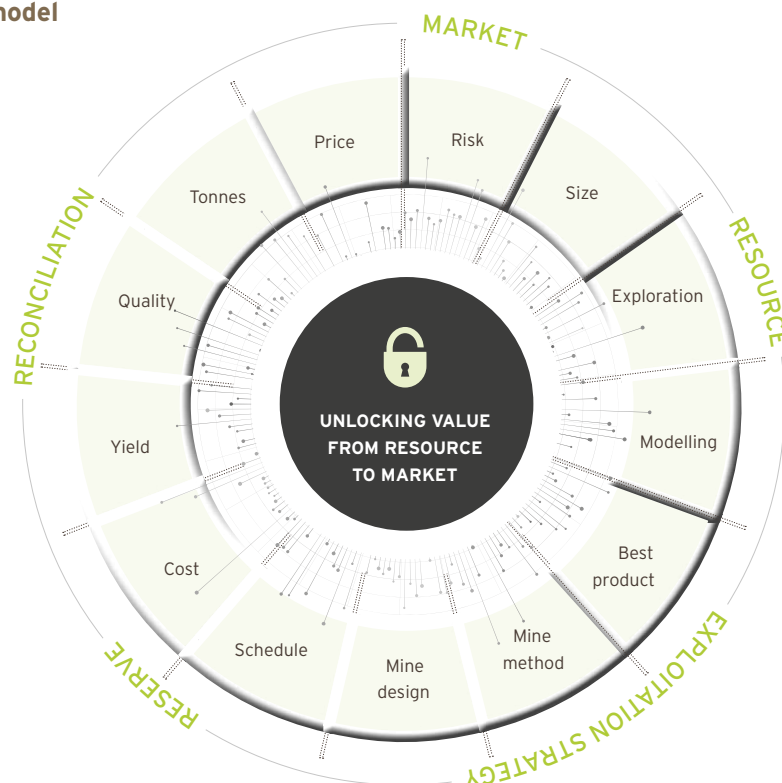 model
MARKET
Price
Risk
Tonnes
Size
RECONCILIATION
RESOURCE
Quality
Exploration
UNLOCKING VALUE
FROM RESOURCE
TO MARKET
Yield
Modelling
Best
product
Cost
Schedule
Mine
design
Mine
method
RESERVE
EXPLOITAITION STRATEGY